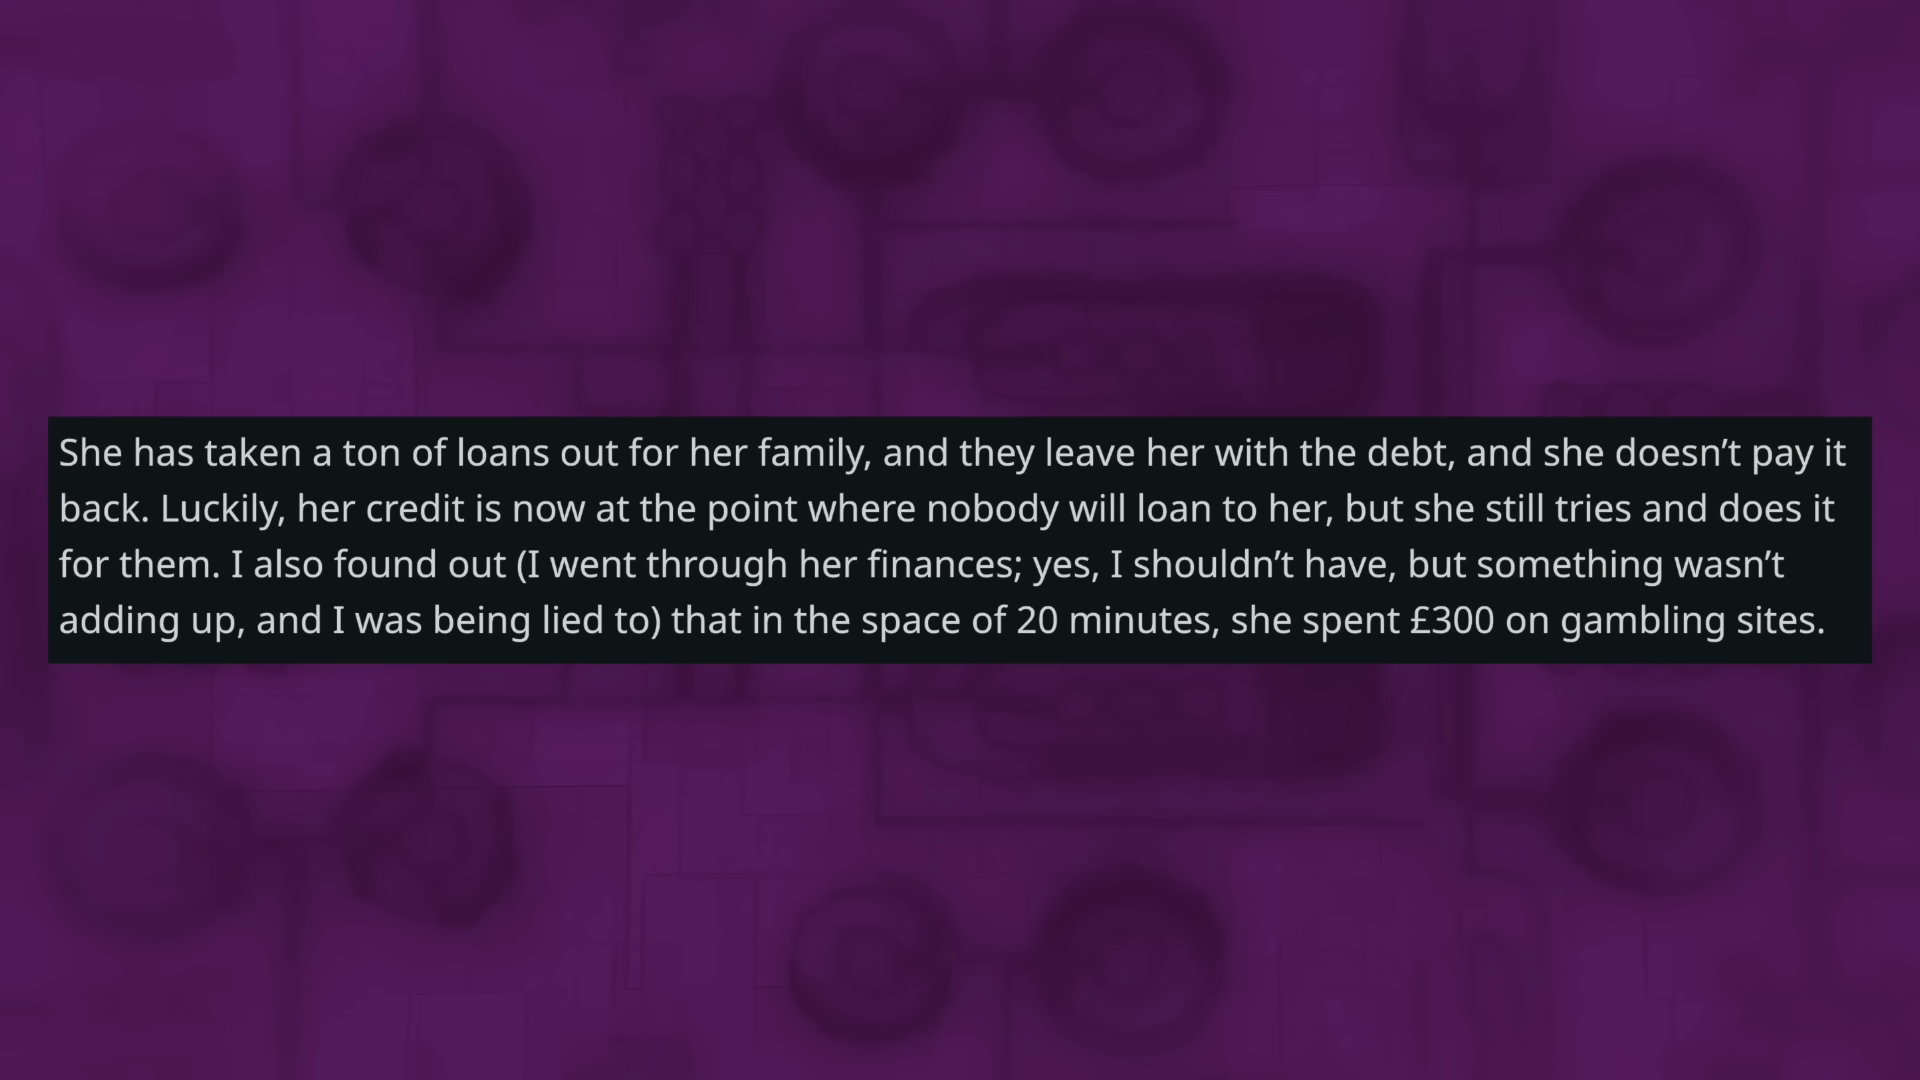 She has taken a ton of loans out for her family, and they leave her with the debt, and she doesn’t pay it
back. Luckily, her credit is now at the point where nobody will loan to her, but she still tries and does it
for them. I also found out (I went through her finances; yes, I shouldn’t have, but something wasn’t
adding up, and I was being lied to) that in the space of 20 minutes, she spent £300 on gambling sites.